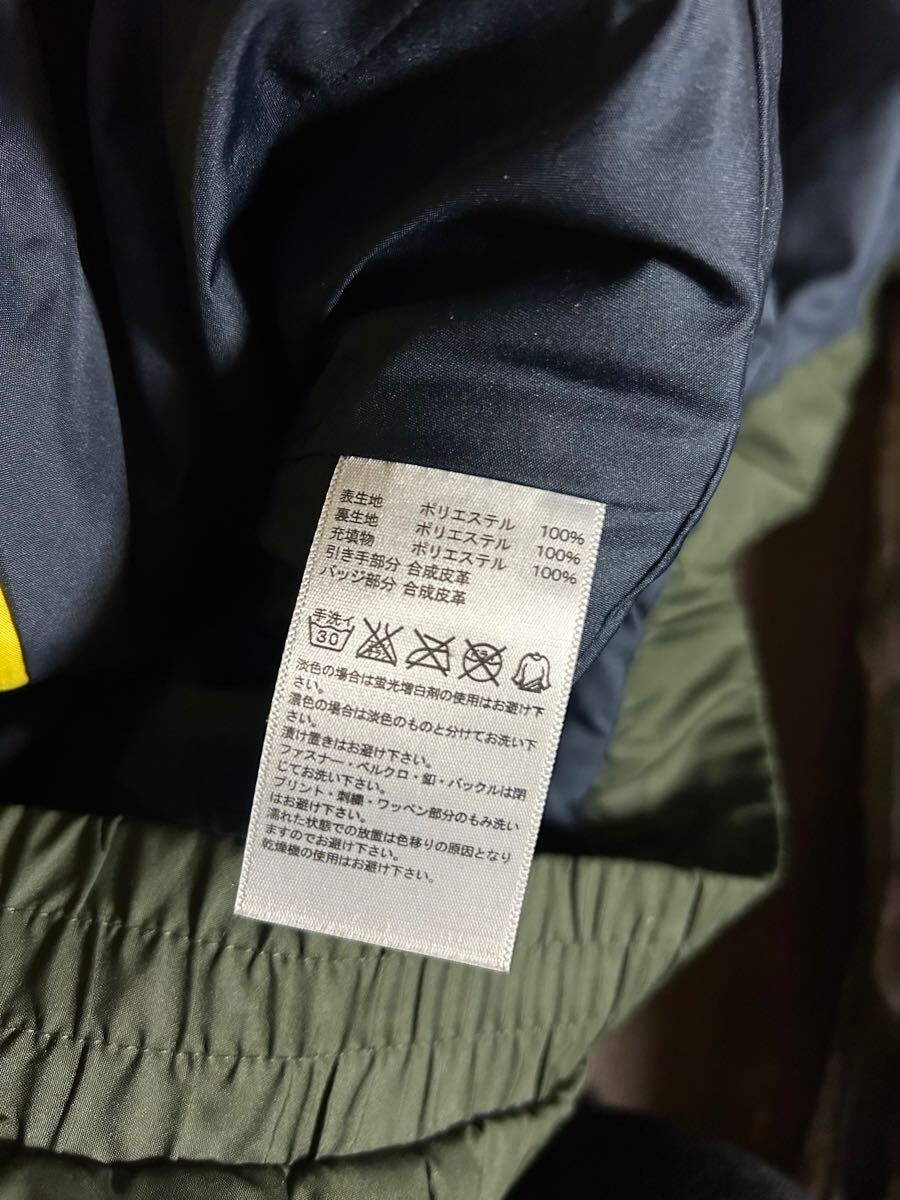 表生地 ポリエステル 100%
裏生地 ポリエステル 100%
充填物 ポリエステル 100%
引き手部分 合成皮革
バッジ部分 合成皮革
手洗イ
30
淡色の場合は蛍光増白剤の使用はお避け下
さい。
濃色の場合は淡色のものと分けてお洗い下
さい。
漬け置きはお避け下さい。
ファスナー・ベルクロ・釦・バックルは閉
じてお洗い下さい。
プリント・刺繍・ワッペン部分のもみ洗い
はお避け下さい。
濡れた状態での放置は色移りの原因となり
ますのでお避け下さい。
乾燥機の使用はお避け下さい。